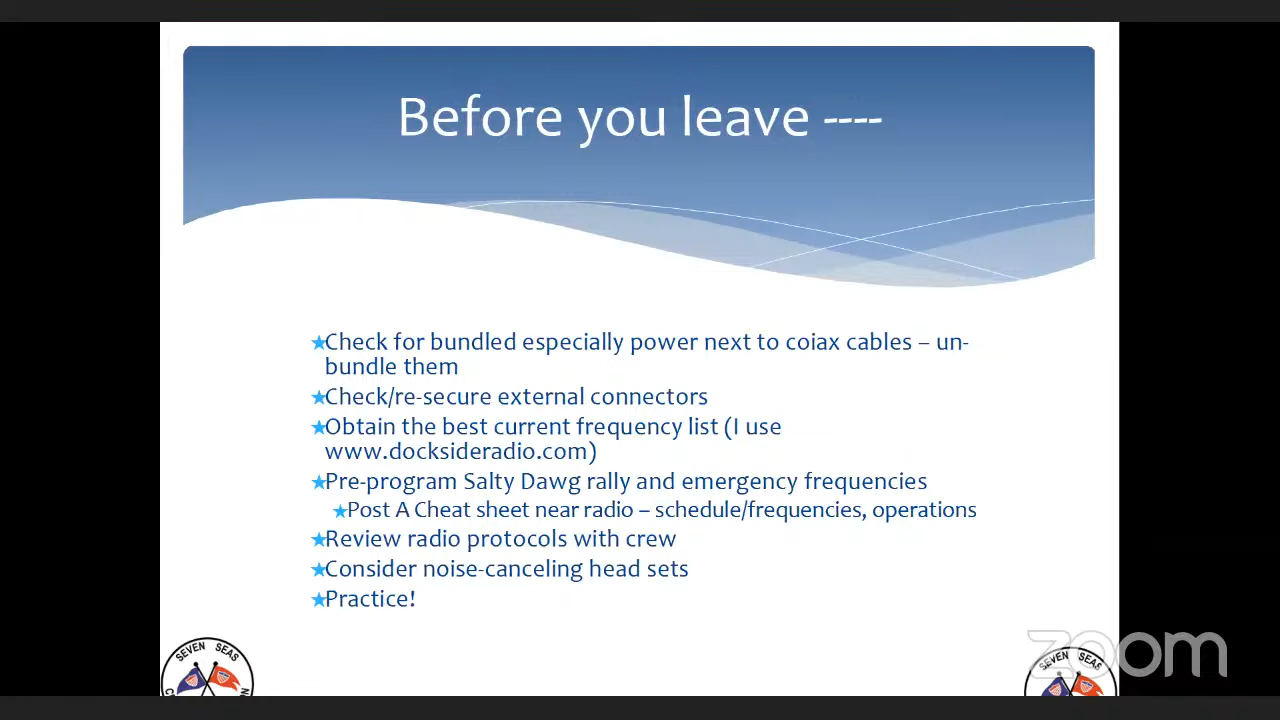 Before you leave ----
Check for bundled especially power next to coiax cables – un-
bundle them
Check/re-secure external connectors
Obtain the best current frequency list (I use
www.docksideradio.com)
Pre-program Salty Dawg rally and emergency frequencies
Post A Cheat sheet near radio – schedule/frequencies, operations
Review radio protocols with crew
Consider noise-canceling head sets
Practice!
SEVEN SEAS
SEVEN SEAS
zoom